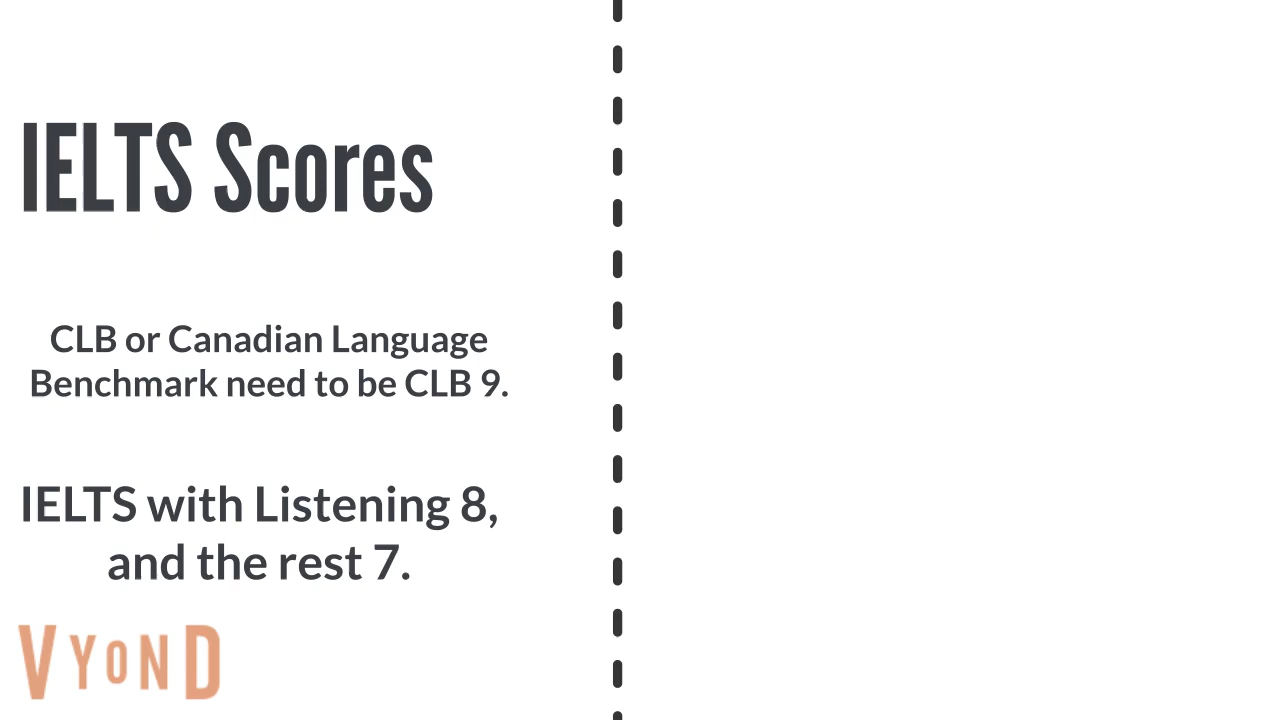 IELTS Scores
CLB or Canadian Language
Benchmark need to be CLB 9.
IELTS with Listening 8,
and the rest 7.
VYOND